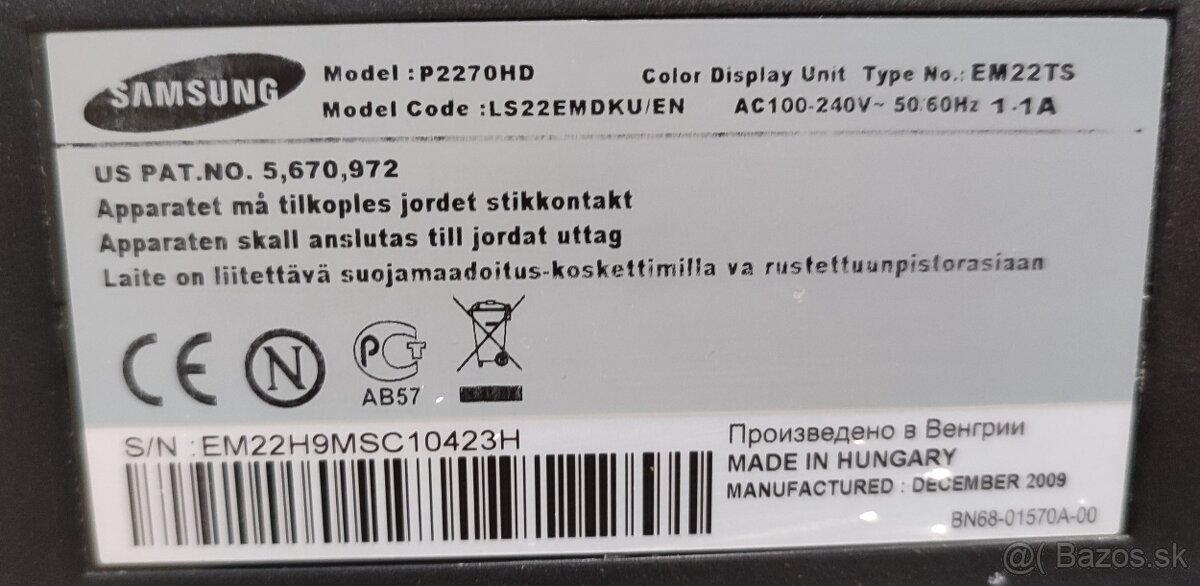 SAMSUNG
Model : P2270HD
Color Display Unit Type No.: EM22TS
Model Code : LS22EMDKU/EN
AC100-240V~ 50/60Hz 1.1A
US PAT.NO. 5,670,972
Apparatet må tilkoples jordet stikkontakt
Apparaten skall anslutas till jordat uttag
Laite on liitettävä suojamaadoitus-koskettimilla va rustettuunpistorasiaan
CE
N
РСТ
AB57
S/N : EM22H9MSC10423H
Произведено в Венгрии
MADE IN HUNGARY
MANUFACTURED : DECEMBER 2009
BN68-01570A-00
@( Bazos.sk